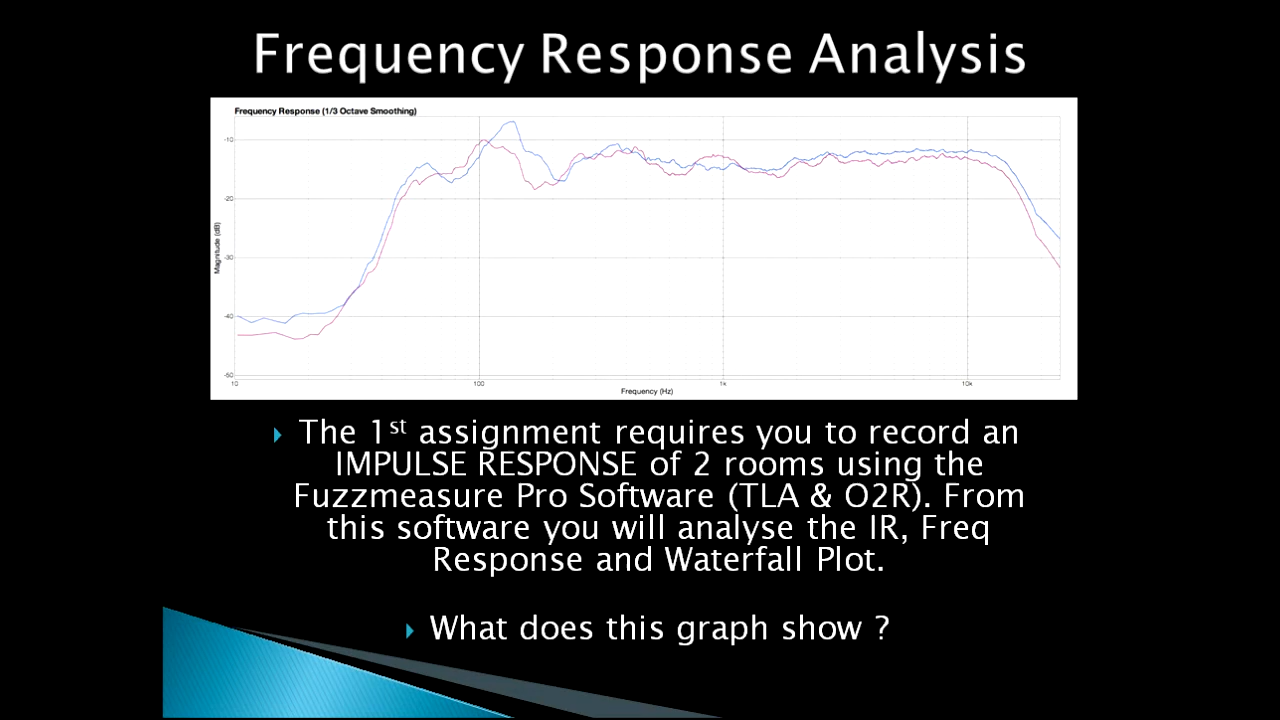 Frequency Response Analysis
Frequency Response (1/3 Octave Smoothing)
-10
-20
-30
-40
-50
Magnitude (dB)
10
100
1k
10k
Frequency (Hz)
The 1st assignment requires you to record an
IMPULSE RESPONSE of 2 rooms using the
Fuzzmeasure Pro Software (TLA & O2R). From
this software you will analyse the IR, Freq
Response and Waterfall Plot.
What does this graph show ?